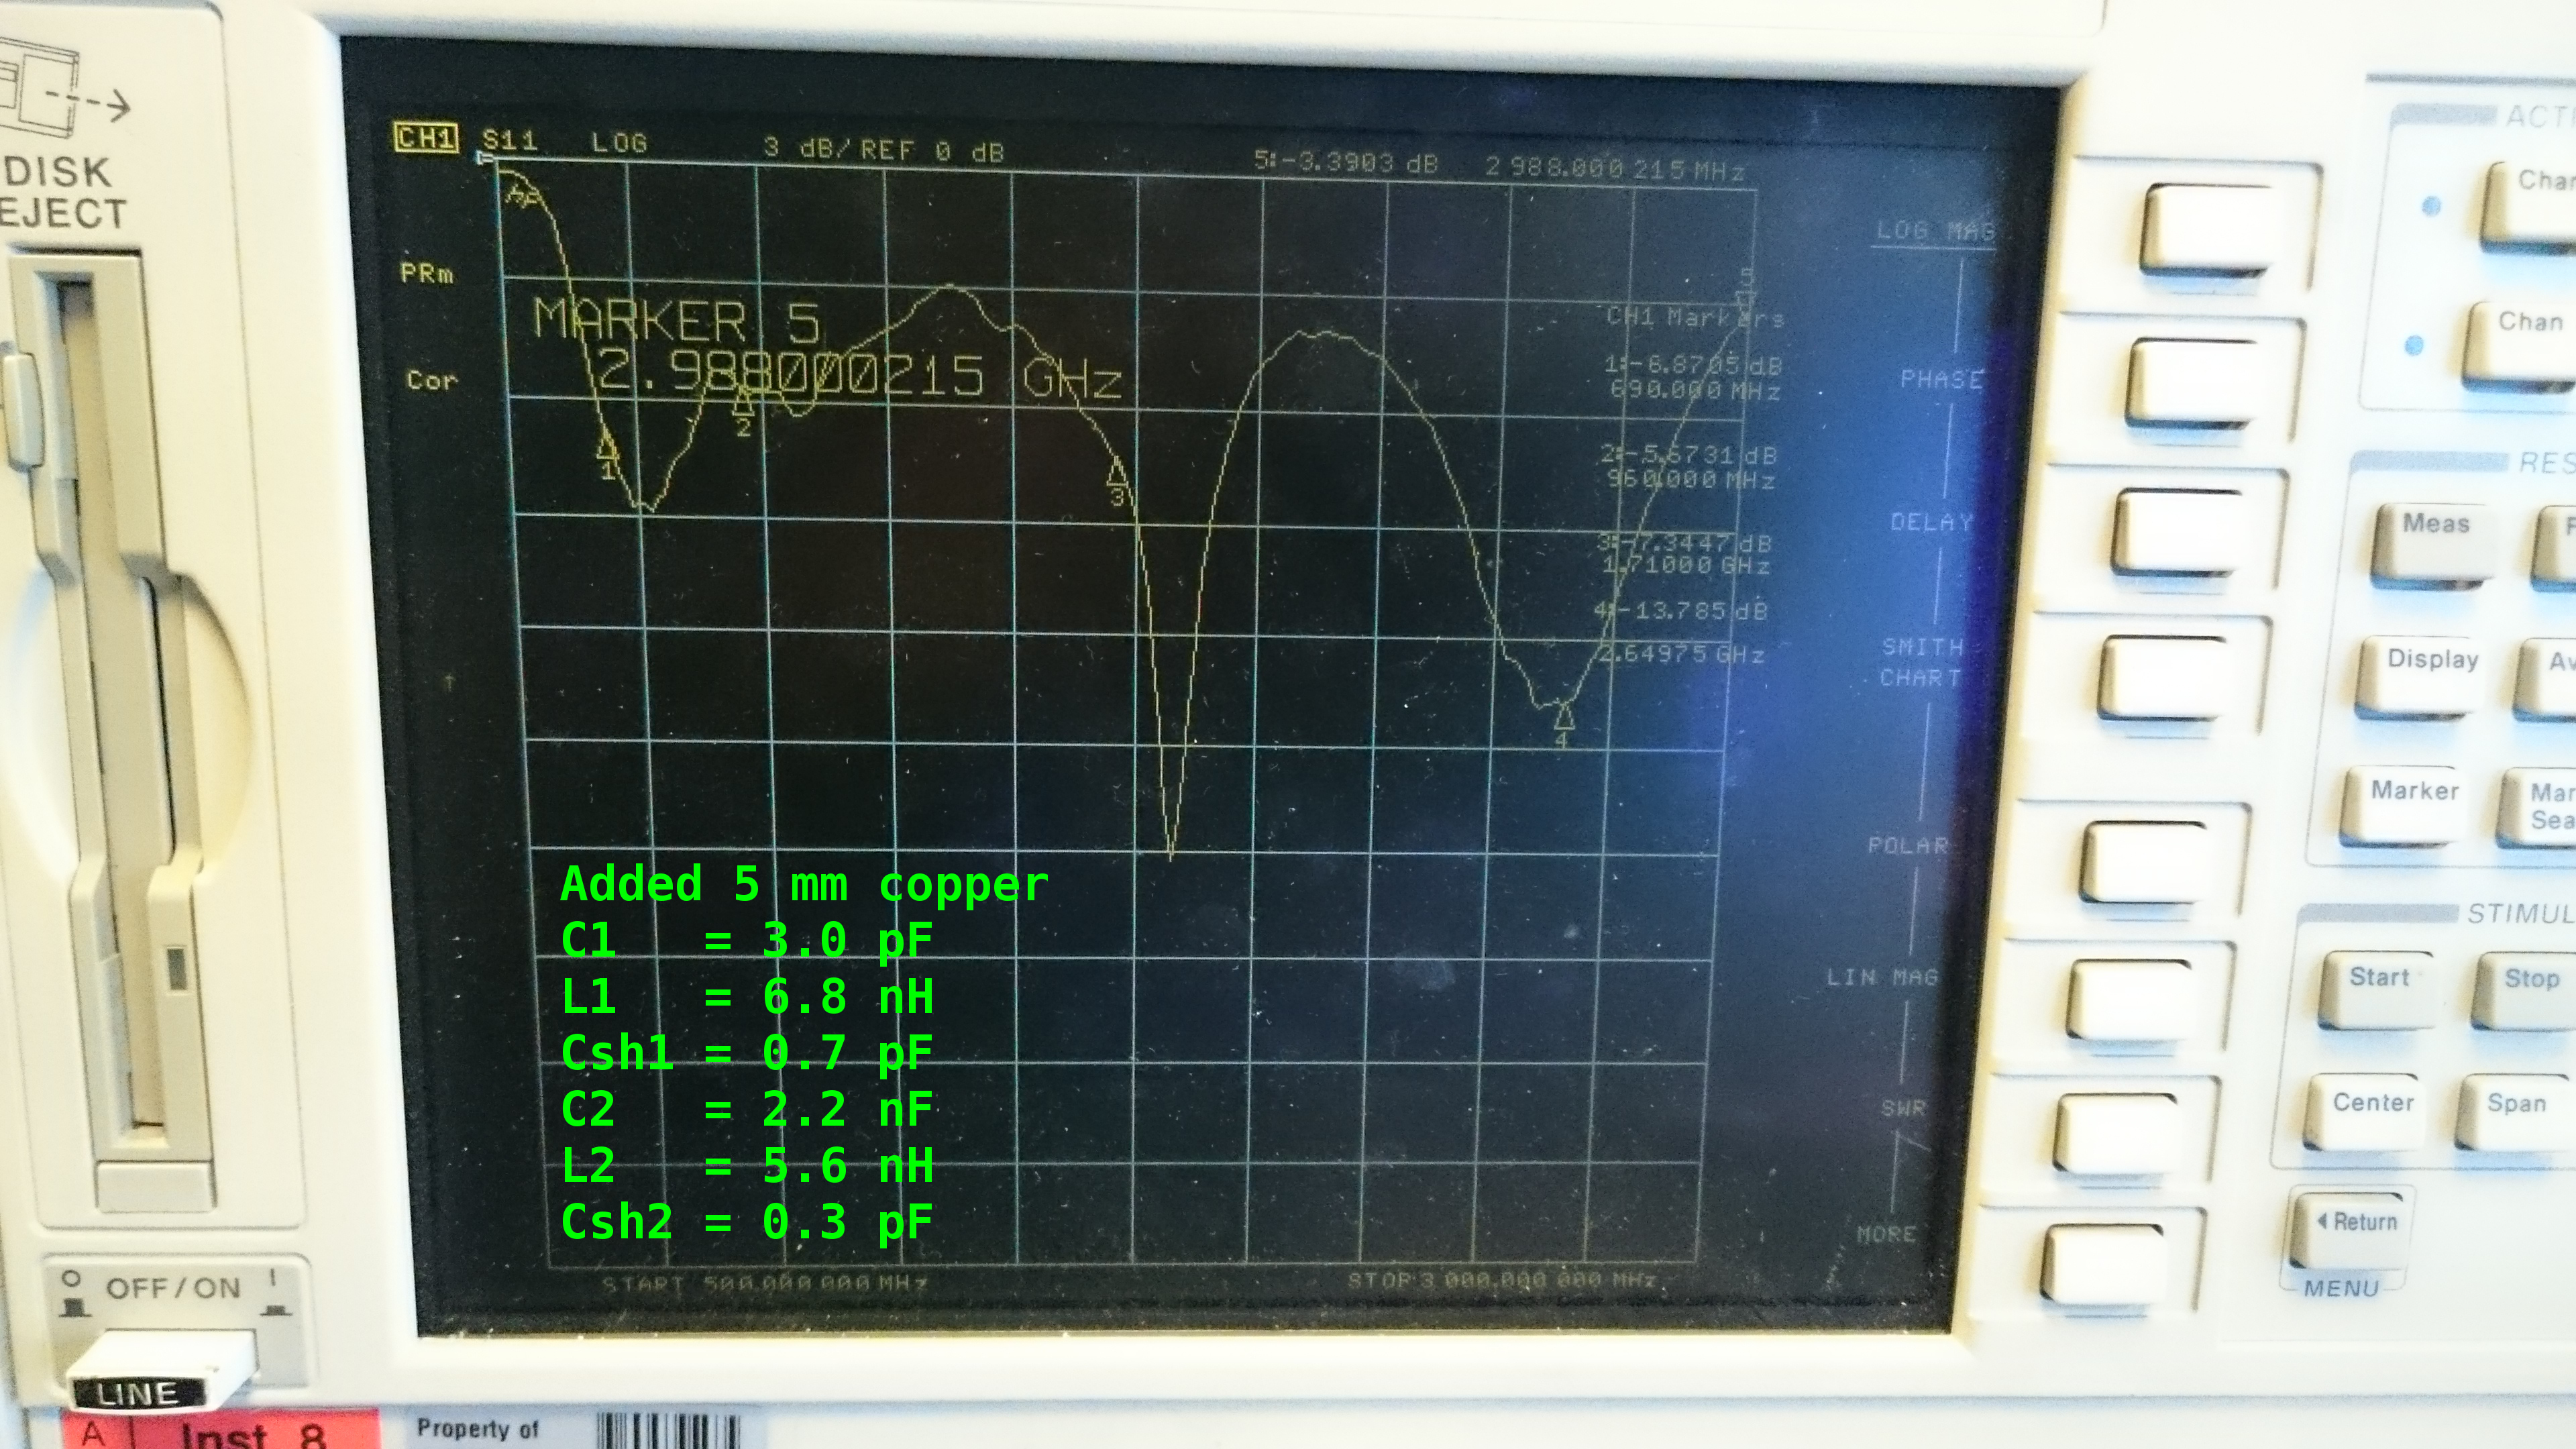 DISK
EJECT
CH1 S11 LOG 3 dB/ REF 0 dB 5:-3.3903 dB 2 988.000 215 MHz
PRm
Cor
MARKER 5
2.988000215 GHz
1
2
3
4
5
CH1 Markers
1:-6.8705 dB
690.000 MHz
2:-5.6731 dB
960.000 MHz
3:-7.3447 dB
1.71000 GHz
4:-13.785 dB
2.64975 GHz
LOG MAG
PHASE
DELAY
SMITH
CHART
POLAR
LIN MAG
SWR
MORE
Added 5 mm copper
C1 = 3.0 pF
L1 = 6.8 nH
Csh1 = 0.7 pF
C2 = 2.2 nF
L2 = 5.6 nH
Csh2 = 0.3 pF
START 500.000 000 MHz STOP 3 000.000 000 MHz
Chan
Meas
Display
Marker
Start Stop
Center Span
Return
MENU
OFF/ON
LINE
A Inst 8
Property of